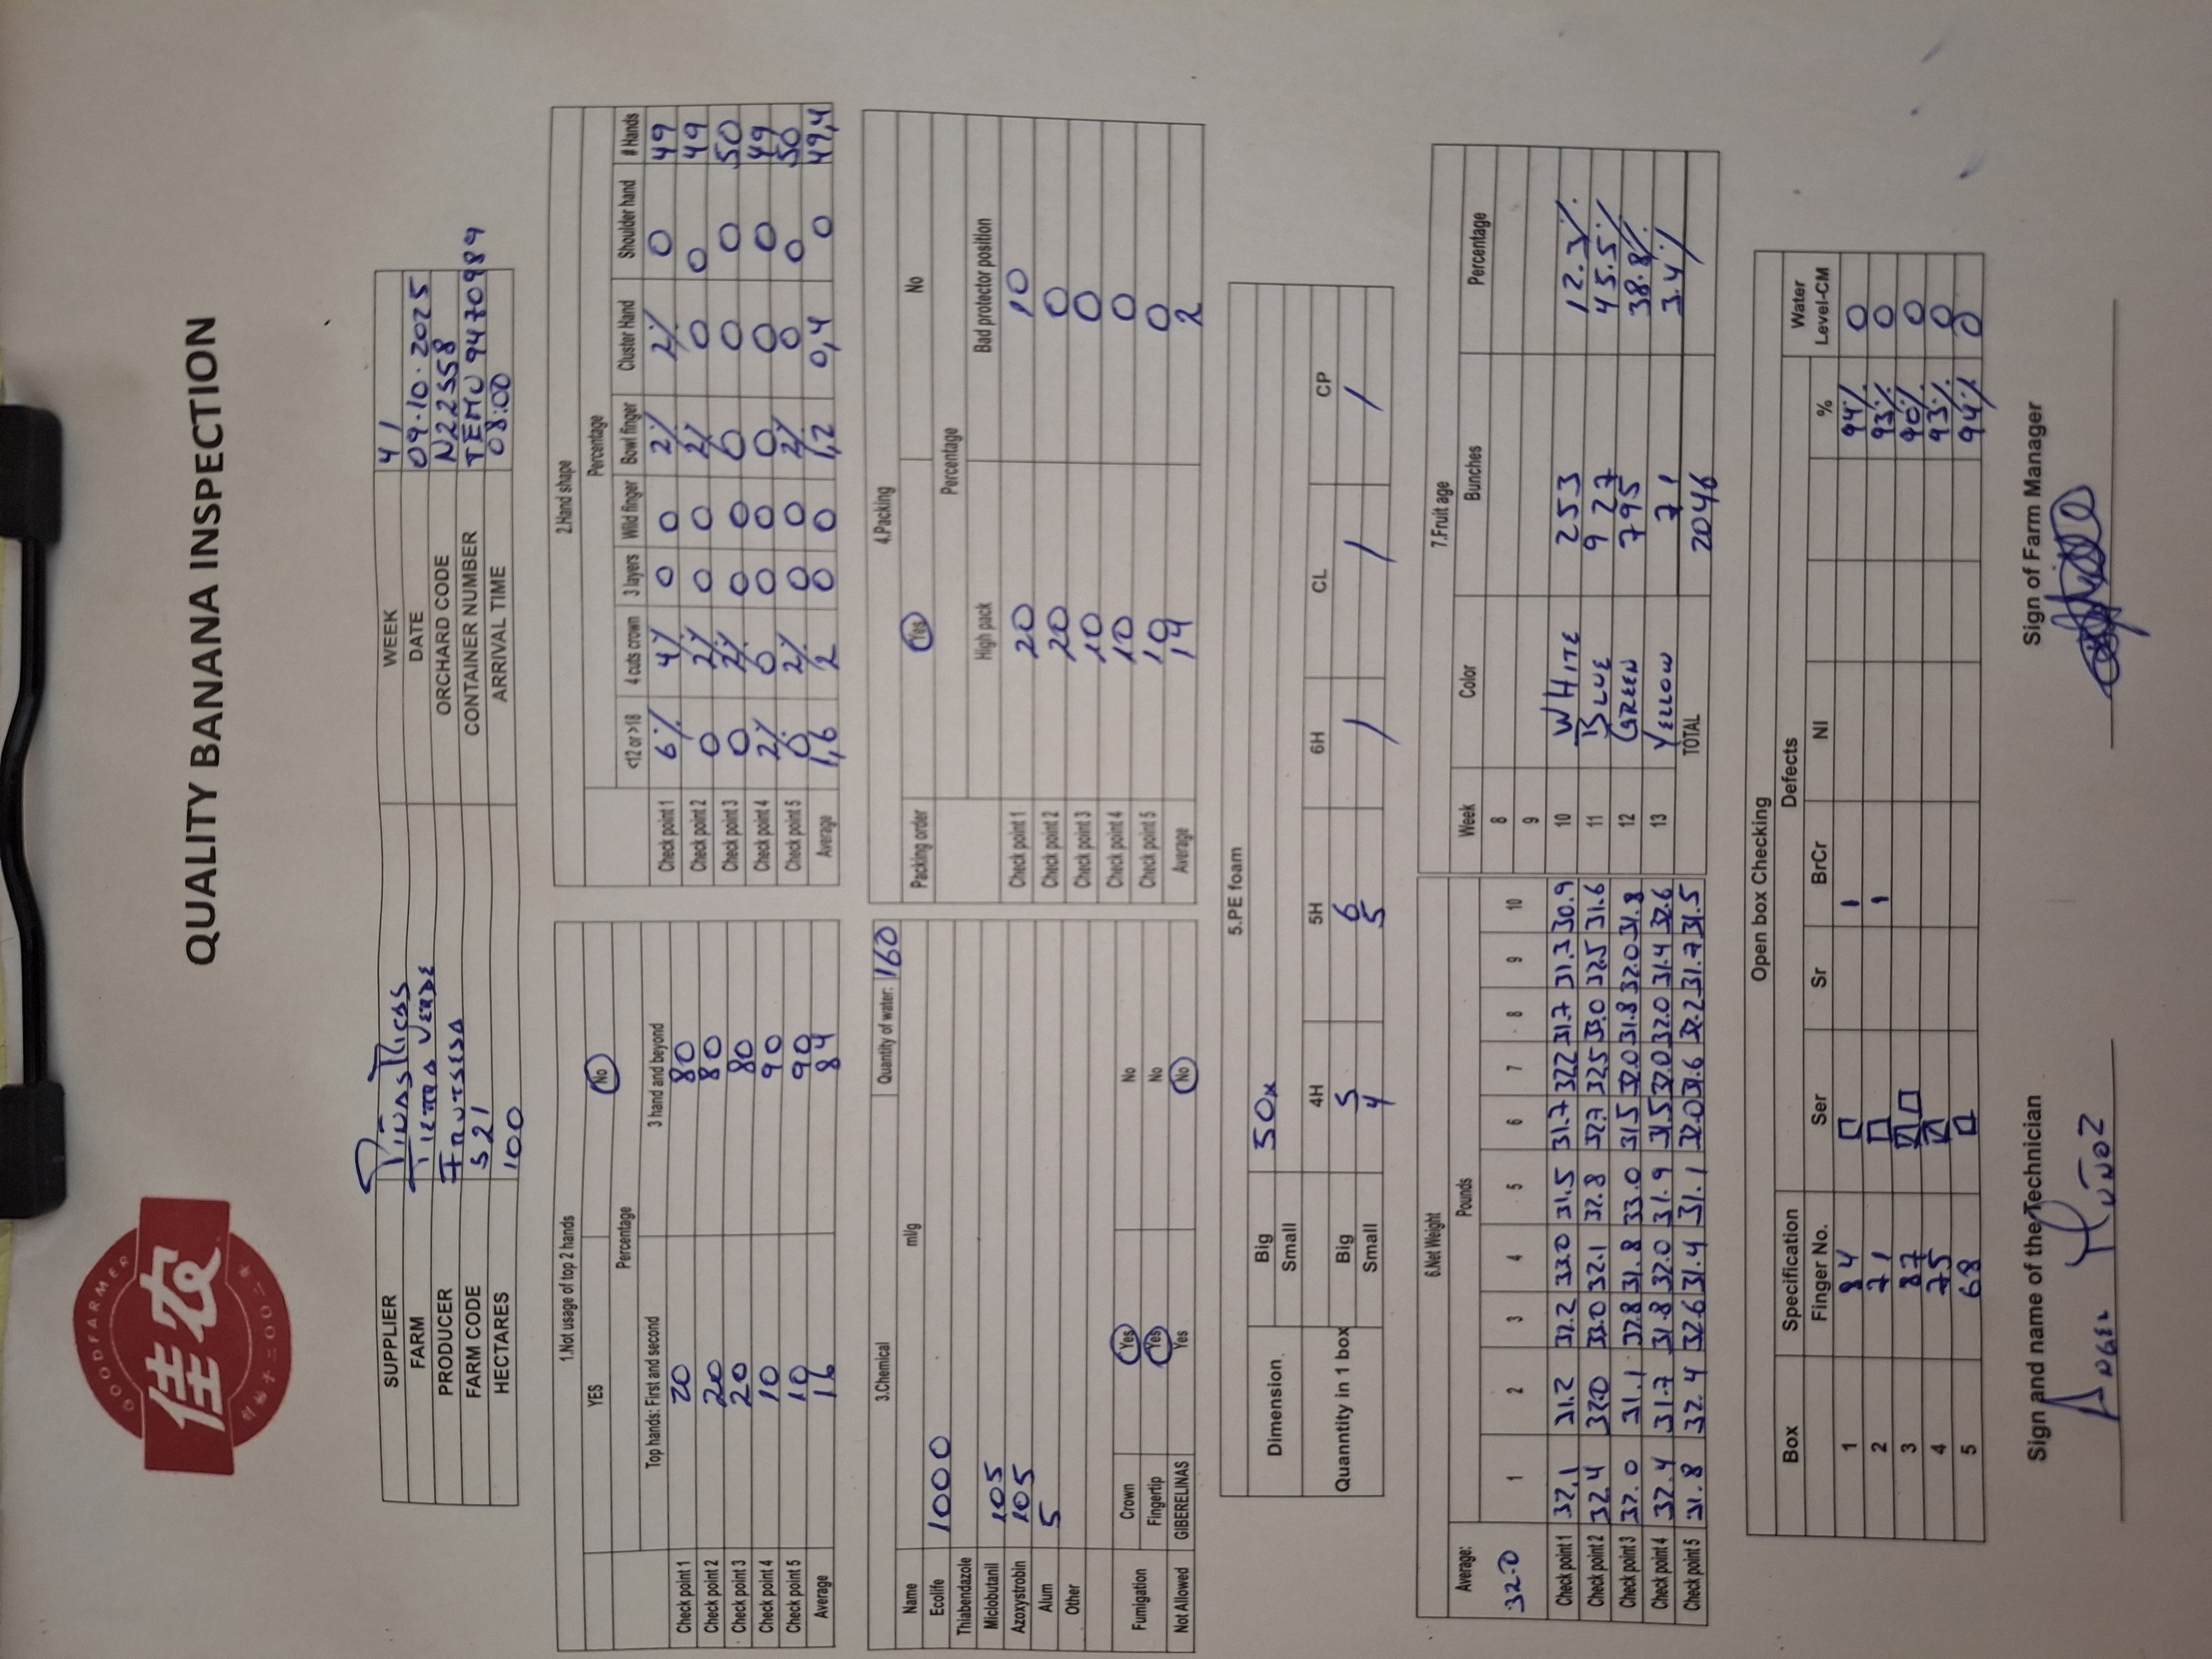 GOODFARMER
佳农
创始于二〇〇二年
QUALITY BANANA INSPECTION
SUPPLIER Piñas Ricas WEEK 41
FARM TIERRA VERDE DATE 09-10-2025
PRODUCER FRUTSESA ORCHARD CODE N22558
FARM CODE 521 CONTAINER NUMBER TEMU 9470989
HECTARES 100 ARRIVAL TIME 08:00
1.Not usage of top 2 hands
YES No
Percentage
Top hands: First and second 3 hand and beyond
Check point 1 20 80
Check point 2 20 80
Check point 3 20 80
Check point 4 10 90
Check point 5 10 90
Average 16 84
2.Hand shape
Percentage
<12 or >18 4 cuts crown 3 layers Wild finger Bowl finger Cluster Hand Shoulder hand # Hands
Check point 1 6% 4% 0 0 2% 2% 0 49
Check point 2 0 2% 0 0 2% 0 0 49
Check point 3 0 2% 0 0 0 0 0 50
Check point 4 2% 0 0 0 0 0 0 49
Check point 5 0 2% 0 0 2% 0 0 50
Average 1,6 2 0 0 1,2 0,4 0 49,4
3.Chemical Quantity of water: 160
Name ml/g
Ecolife 1000
Thiabendazole
Miclobutanil 105
Azoxystrobin 105
Alum 5
Other
Fumigation Crown Yes No
Fingertip Yes No
Not Allowed GIBERELINAS Yes No
4.Packing
Packing order Yes No
Percentage
High pack Bad protector position
Check point 1 20 10
Check point 2 20 0
Check point 3 10 0
Check point 4 10 0
Check point 5 10 0
Average 14 2
5.PE foam
Dimension Big 50x
Small
4H 5H 6H CL CP
Quanntity in 1 box Big 5 6 / / /
Small 4 5
6.Net Weight
Average: Pounds
32.0 1 2 3 4 5 6 7 8 9 10
Check point 1 32.1 31.2 32.2 33.0 31.5 31.7 32.2 31.7 31.3 30.9
Check point 2 32.4 32.0 33.0 32.1 32.8 32.7 32.5 33.0 32.5 31.6
Check point 3 32.0 31.1 32.8 31.8 33.0 31.5 32.0 31.8 32.0 31.8
Check point 4 32.4 31.7 31.8 32.0 31.9 31.5 32.0 32.0 31.4 32.6
Check point 5 31.8 32.4 32.6 31.4 31.1 32.0 31.6 32.2 31.7 31.5
7.Fruit age
Week Color Bunches Percentage
8
9
10 WHITE 253 12.3%
11 BLUE 927 45.5%
12 GREEN 795 38.8%
13 YELLOW 71 3.4%
TOTAL 2046
Open box Checking
Box Specification Defects Water
Finger No. Ser Sr BrCr NI % Level-CM
1 84 1 94% 0
2 71 1 93% 0
3 87 90% 0
4 75 93% 0
5 68 94% 0
Sign and name of the Technician Sign of Farm Manager
ANGEL MUÑOZ